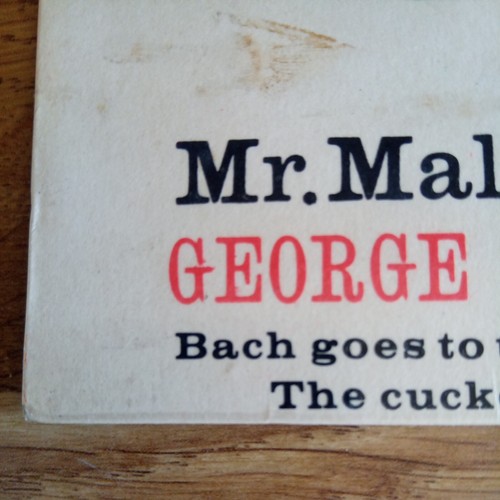 Mr. Mal
GEORGE
Bach goes to
The cuck